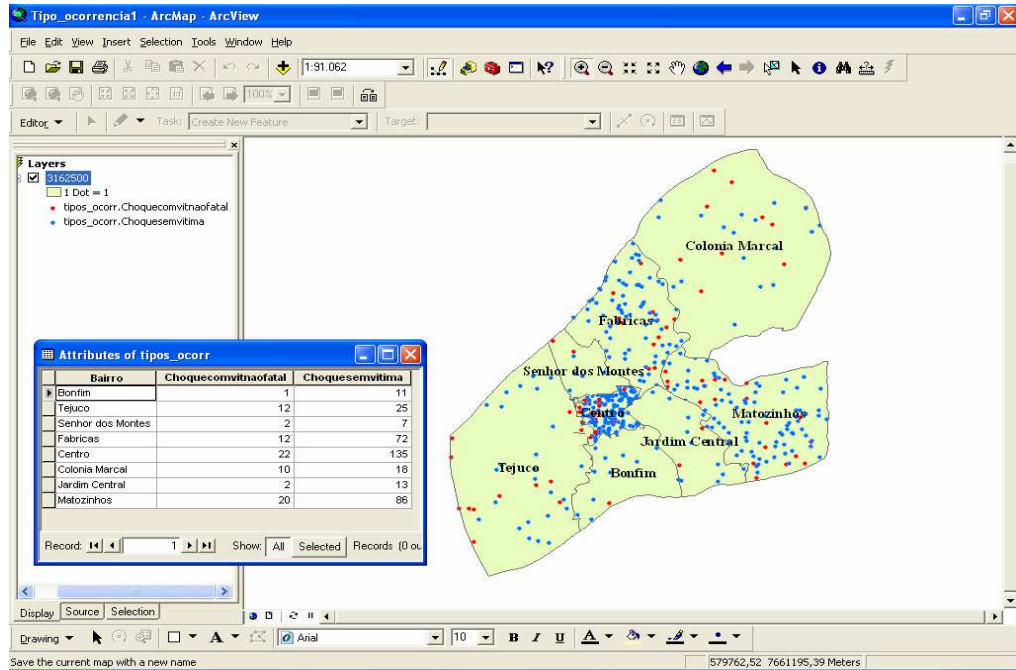 Tipo_ocorrencia1 - ArcMap - ArcView
File Edit View Insert Selection Tools Window Help
1:91.062
100%
Editor Task: Create New Feature Target:
Layers
3162500
1 Dot = 1
tipos_ocorr.Choquecomvitnaofatal
tipos_ocorr.Choquesemvitima
Colonia Marcal
Fabricas
Senhor dos Montes
Centro
Matozinhos
Jardim Central
Tejuco
Bonfim
Attributes of tipos_ocorr
Bairro Choquecomvitnaofatal Choquesemvitima
Bonfim 1 11
Tejuco 12 25
Senhor dos Montes 2 7
Fabricas 12 72
Centro 22 135
Colonia Marcal 10 18
Jardim Central 2 13
Matozinhos 20 86
Record: 1 Show: All Selected Records (0 ou
Display Source Selection
Drawing A Arial 10 B I U A
Save the current map with a new name 579762,52 7661195,39 Meters